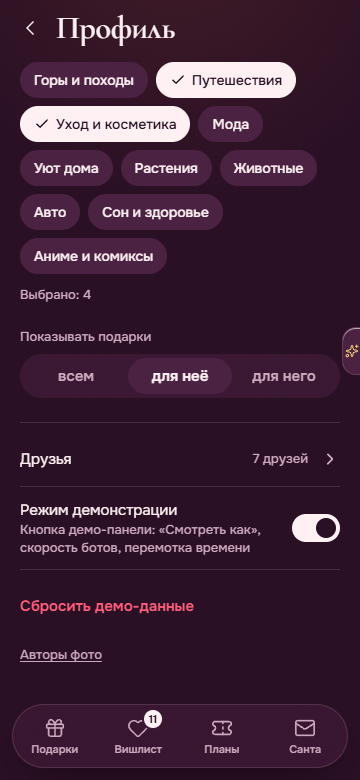 Профиль
Горы и походы
Путешествия
Уход и косметика
Мода
Уют дома
Растения
Животные
Авто
Сон и здоровье
Аниме и комиксы
Выбрано: 4
Показывать подарки
всем
для неё
для него
Друзья
7 друзей
Режим демонстрации
Кнопка демо-панели: «Смотреть как»,
скорость ботов, перемотка времени
Сбросить демо-данные
Авторы фото
11
Подарки
Вишлист
Планы
Санта